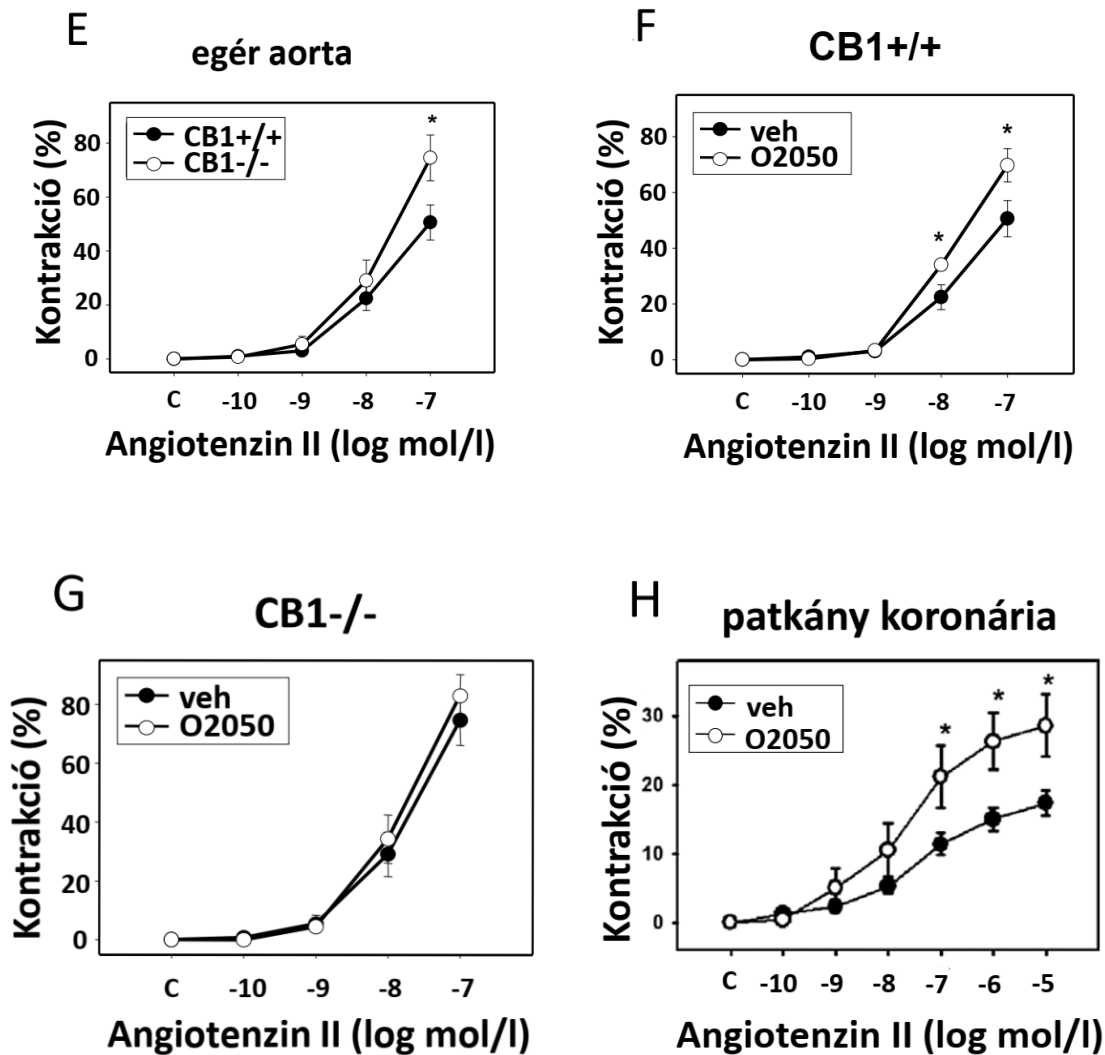 E
egér aorta
Kontrakció (%)
80
60
40
20
0
CB1+/+
CB1-/-
*
C -10 -9 -8 -7
Angiotenzin II (log mol/l)
F
CB1+/+
Kontrakció (%)
80
60
40
20
0
veh
O2050
*
*
C -10 -9 -8 -7
Angiotenzin II (log mol/l)
G
CB1-/-
Kontrakció (%)
80
60
40
20
0
veh
O2050
C -10 -9 -8 -7
Angiotenzin II (log mol/l)
H
patkány koronária
Kontrakció (%)
30
20
10
0
veh
O2050
* * *
C -10 -9 -8 -7 -6 -5
Angiotenzin II (log mol/l)